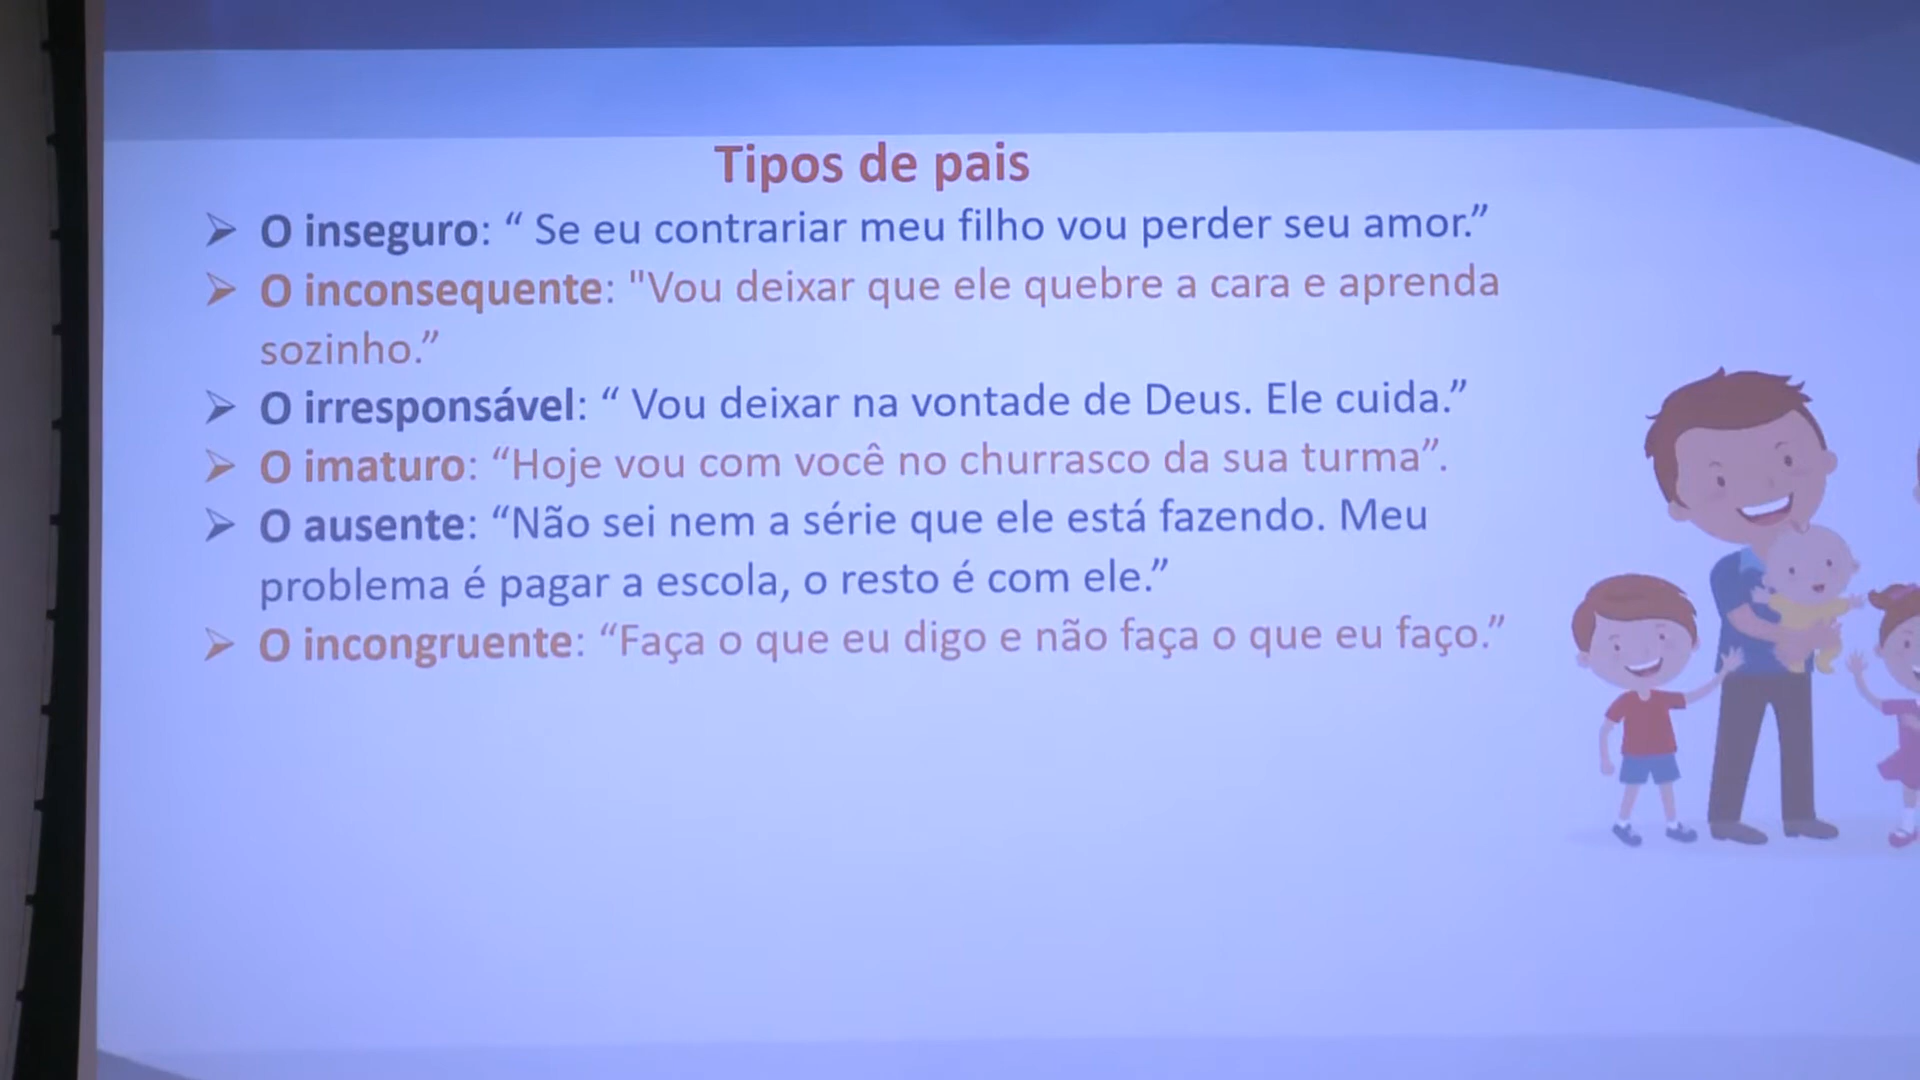 Tipos de pais
➢ O inseguro: “ Se eu contrariar meu filho vou perder seu amor.”
➢ O inconsequente: "Vou deixar que ele quebre a cara e aprenda
sozinho.”
➢ O irresponsável: “ Vou deixar na vontade de Deus. Ele cuida.”
➢ O imaturo: “Hoje vou com você no churrasco da sua turma”.
➢ O ausente: “Não sei nem a série que ele está fazendo. Meu
problema é pagar a escola, o resto é com ele.”
➢ O incongruente: “Faça o que eu digo e não faça o que eu faço.”